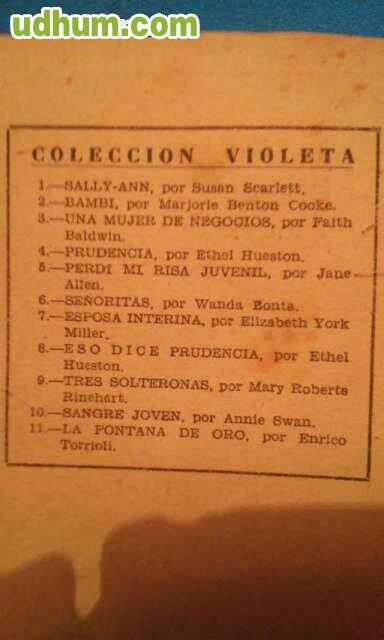 udhum.com
COLECCION VIOLETA
1.—SALLY-ANN, por Susan Scarlett.
2.—BAMBI, por Marjorie Benton Cooke.
3.—UNA MUJER DE NEGOCIOS, por Faith
Baldwin.
4.—PRUDENCIA, por Ethel Hueston.
5.—PERDI MI RISA JUVENIL, por Jane
Allen.
6.—SEÑORITAS, por Wanda Bonta.
7.—ESPOSA INTERINA, por Elizabeth York
Miller.
8.—ESO DICE PRUDENCIA, por Ethel
Hueston.
9.—TRES SOLTERONAS, por Mary Roberts
Rinehart.
10.—SANGRE JOVEN, por Annie Swan.
11.—LA FONTANA DE ORO, por Enrico
Torrioli.